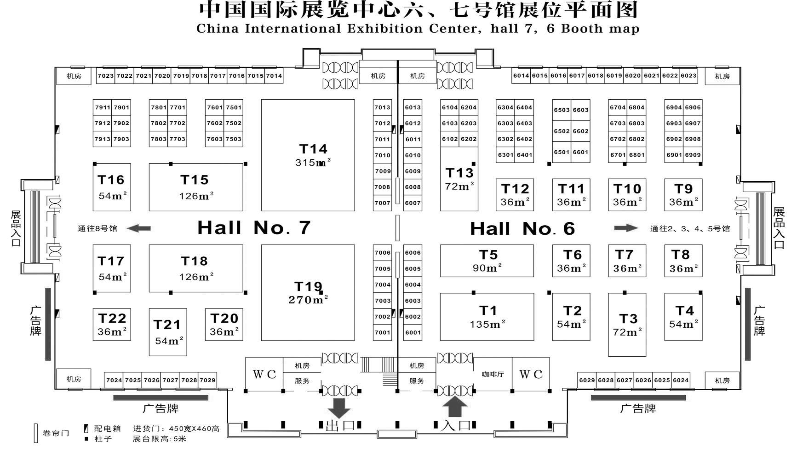 中国国际展览中心六、七号馆展位平面图
China International Exhibition Center, hall 7, 6 Booth map
机房 7023 7022 7021 7020 7019 7018 7017 7016 7015 7014 机房 机房 6014 6015 6016 6017 6018 6019 6020 6021 6022 6023 机房
7911 7901 7801 7701 7601 7501 7013 6013 6104 6204 6304 6404 6503 6603 6704 6804 6904 6906
7912 7902 7802 7702 7602 7502 7012 6012 6103 6203 6303 6403 6502 6602 6703 6803 6903 6907
7913 7903 7803 7703 7603 7503 7011 6011 6102 6202 6302 6402 6702 6802 6902 6908
7010 6010 6301 6401 6501 6601 6701 6801 6901 6909
7009 6009
7008 6008
7007 6007
T14
315m²
T16
54m²
T15
126m²
T13
72m²
T12
36m²
T11
36m²
T10
36m²
T9
36m²
展品入口
通往8号馆
Hall No. 7
Hall No. 6
通往2、3、4、5号馆
展品入口
T17
54m²
T18
126m²
T19
270m²
7006 6006
7005 6005
7004 6004
7003 6003
7002 6002
7001 6001
T5
90m²
T6
36m²
T7
36m²
T8
36m²
广告牌
T22
36m²
T21
54m²
T20
36m²
T1
135m²
T2
54m²
T3
72m²
T4
54m²
广告牌
机房 7024 7025 7026 7027 7028 7029 WC 机房 机房 咖啡厅 WC 6029 6028 6027 6026 6025 6024 机房
服务 服务
广告牌
广告牌
出口 入口
卷帘门 配电箱 进货门: 450宽X460高
柱子 展台限高: 5米